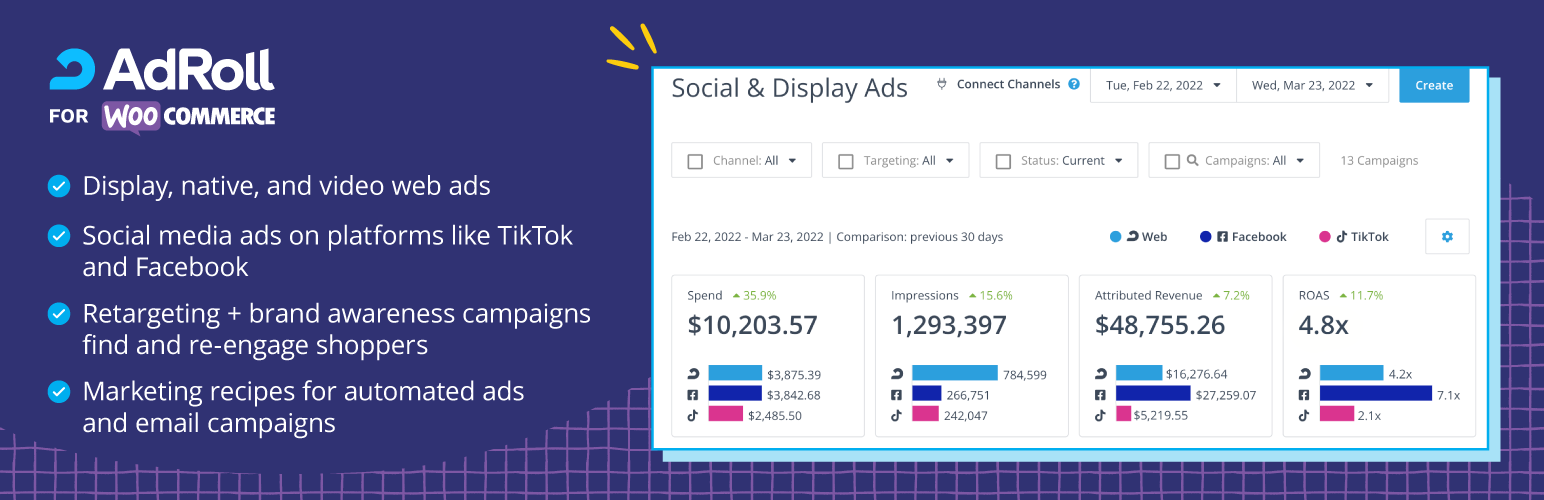 AdRoll
FOR WOO COMMERCE
Display, native, and video web ads
Social media ads on platforms like TikTok
and Facebook
Retargeting + brand awareness campaigns
find and re-engage shoppers
Marketing recipes for automated ads
and email campaigns
Social & Display Ads
Connect Channels ?
Tue, Feb 22, 2022
Wed, Mar 23, 2022
Create
Channel: All
Targeting: All
Status: Current
Campaigns: All
13 Campaigns
Feb 22, 2022 - Mar 23, 2022 | Comparison: previous 30 days
Web
Facebook
TikTok
Spend 35.9%
$10,203.57
$3,875.39
$3,842.68
$2,485.50
Impressions 15.6%
1,293,397
784,599
266,751
242,047
Attributed Revenue 7.2%
$48,755.26
$16,276.64
$27,259.07
$5,219.55
ROAS 11.7%
4.8x
4.2x
7.1x
2.1x